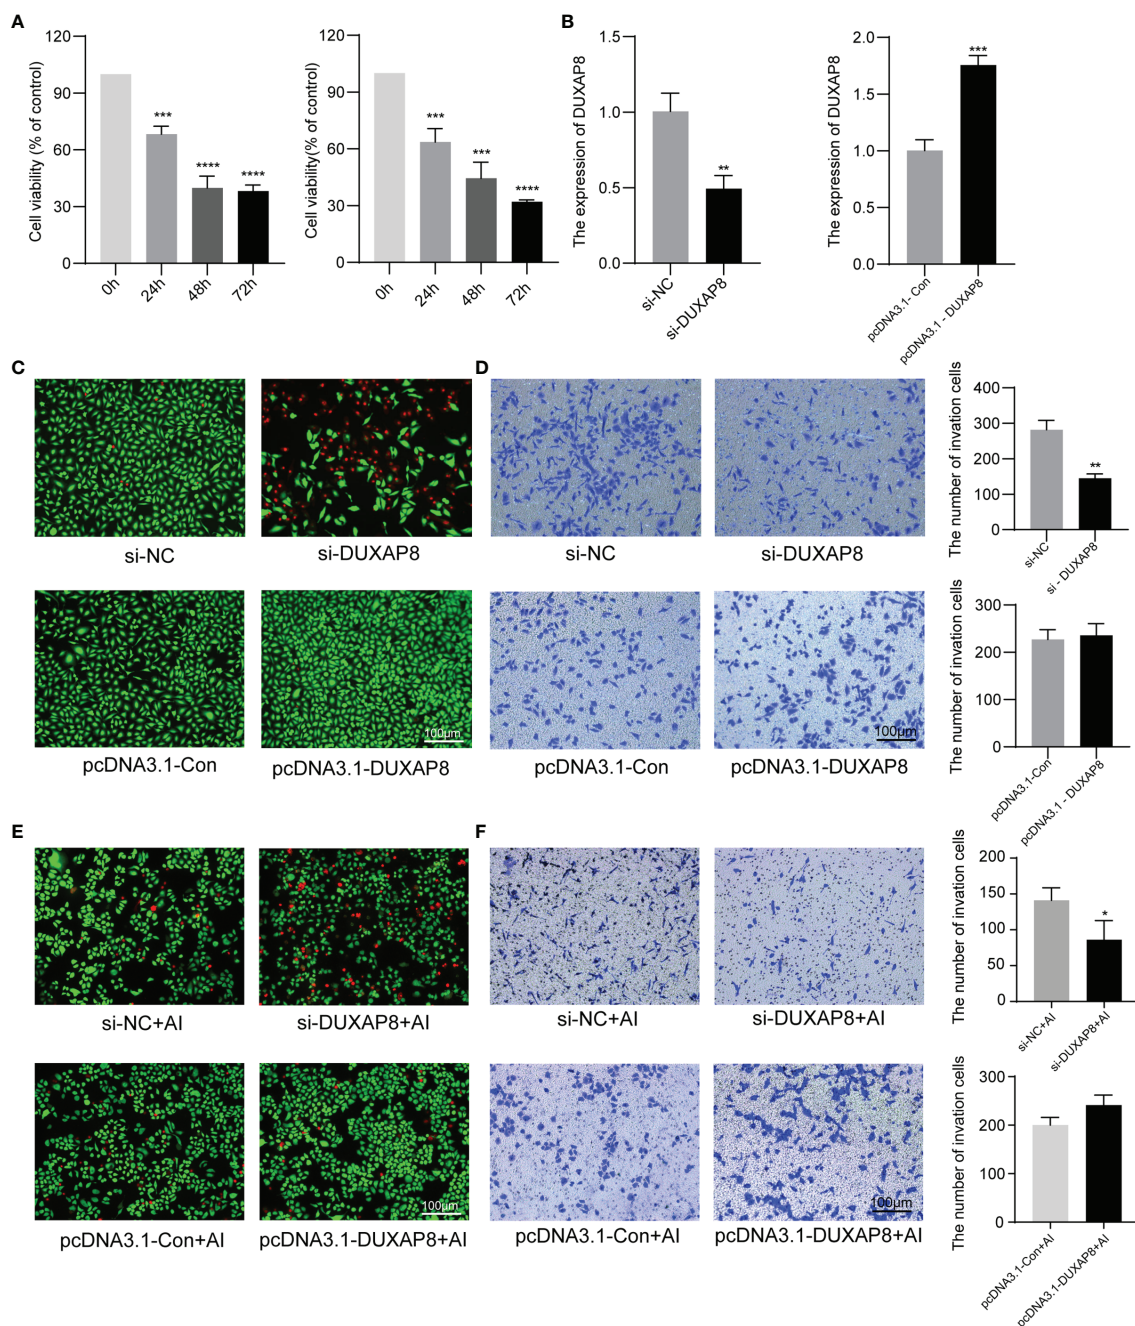 A
B
Cell viability (% of control)
120
90
60
30
0
***
****
****
0h
24h
48h
72h
Cell viability(% of control)
120
90
60
30
0
***
***
****
0h
24h
48h
72h
The expression of DUXAP8
1.5
1.0
0.5
0.0
**
si-NC
si-DUXAP8
The expression of DUXAP8
2.0
1.5
1.0
0.5
0.0
***
pcDNA3.1- Con
pcDNA3.1 - DUXAP8
C
D
si-NC
si-DUXAP8
si-NC
si-DUXAP8
The number of invation cells
400
300
200
100
0
**
si-NC
si - DUXAP8
100μm
100μm
pcDNA3.1-Con
pcDNA3.1-DUXAP8
pcDNA3.1-Con
pcDNA3.1-DUXAP8
The number of invation cells
300
200
100
0
pcDNA3.1-Con
pcDNA3.1 - DUXAP8
E
F
si-NC+AI
si-DUXAP8+AI
si-NC+AI
si-DUXAP8+AI
The number of invation cells
200
150
100
50
0
*
si-NC+AI
si-DUXAP8+AI
100μm
100μm
pcDNA3.1-Con+AI
pcDNA3.1-DUXAP8+AI
pcDNA3.1-Con+AI
pcDNA3.1-DUXAP8+AI
The number of invation cells
300
200
100
0
pcDNA3.1-Con+AI
pcDNA3.1-DUXAP8+AI